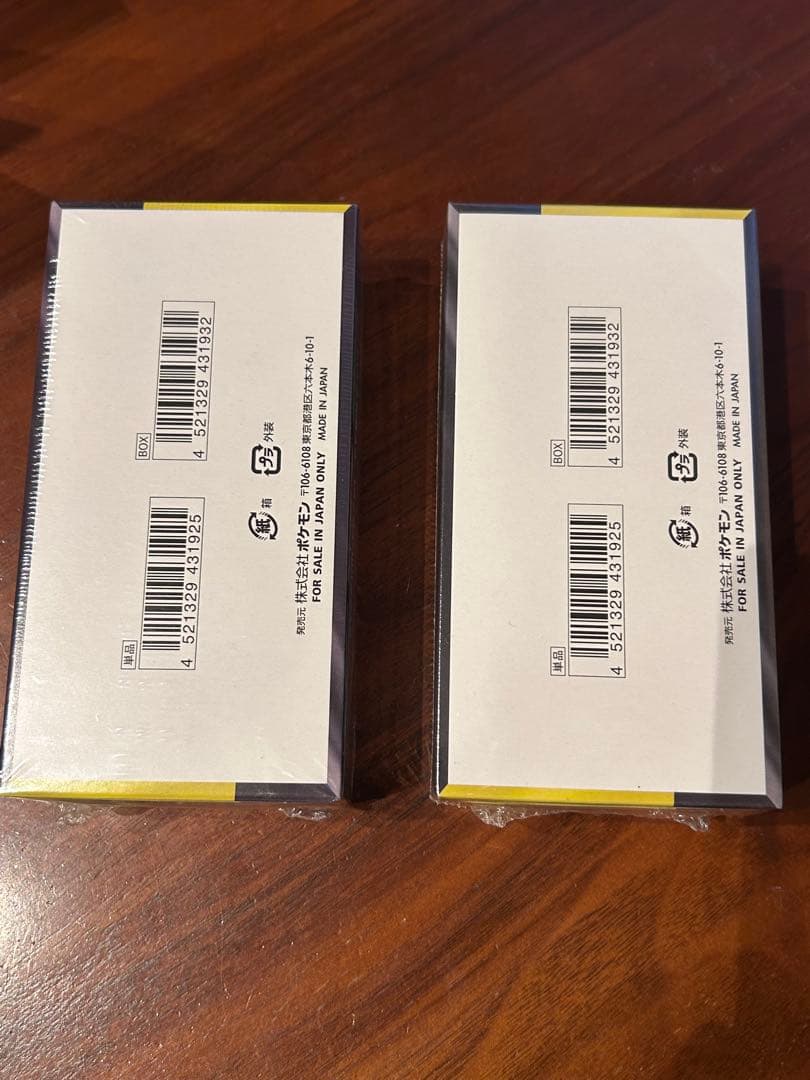 単品
4 521329 431925
BOX
4 521329 431932
紙 箱
プラ 外装
発売元 株式会社ポケモン 〒106-6108 東京都港区六本木6-10-1
FOR SALE IN JAPAN ONLY MADE IN JAPAN
単品
4 521329 431925
BOX
4 521329 431932
紙 箱
プラ 外装
発売元 株式会社ポケモン 〒106-6108 東京都港区六本木6-10-1
FOR SALE IN JAPAN ONLY MADE IN JAPAN